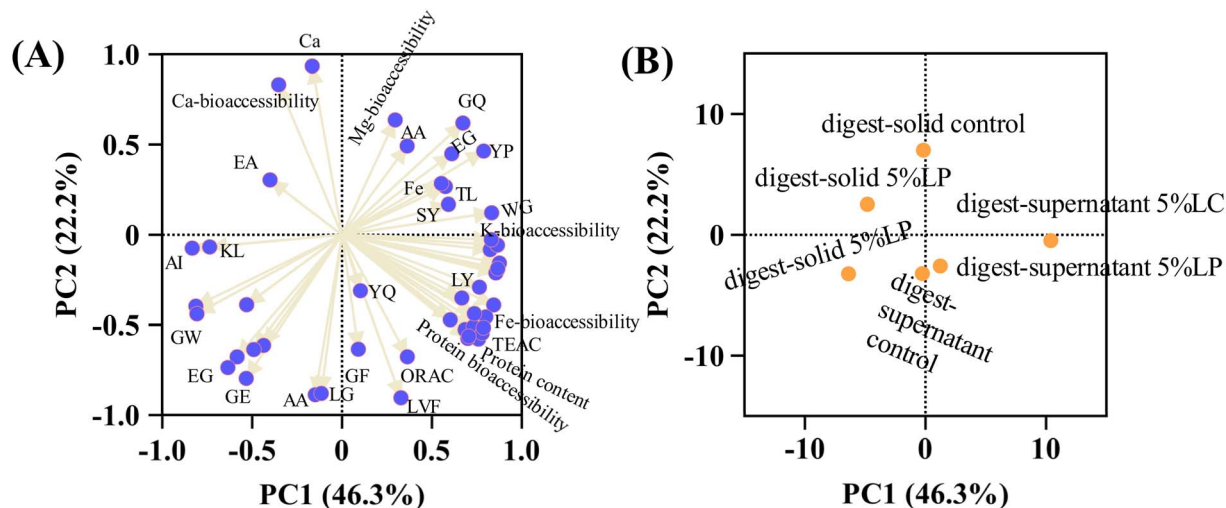 (A)
Ca
Mg-bioaccessibility
1.0
Ca-bioaccessibility
GQ
AA
EG
YP
0.5
EA
Fe
TL
SY
WG
K-bioaccessibility
0
KL
AI
LY
YQ
-0.5
GW
Fe-bioaccessibility
TEAC
Protein content
Protein bioaccessibility
EG
GE
GF
ORAC
AA
LG
LVF
-1.0
-1.0
-0.5
0
0.5
1.0
PC1 (46.3%)
PC2 (22.2%)
(B)
10
digest-solid control
digest-solid 5%LP
digest-supernatant 5%LC
0
digest-solid 5%LP
digest-supernatant 5%LP
digest-
supernatant
control
-10
-10
0
10
PC1 (46.3%)
PC2 (22.2%)